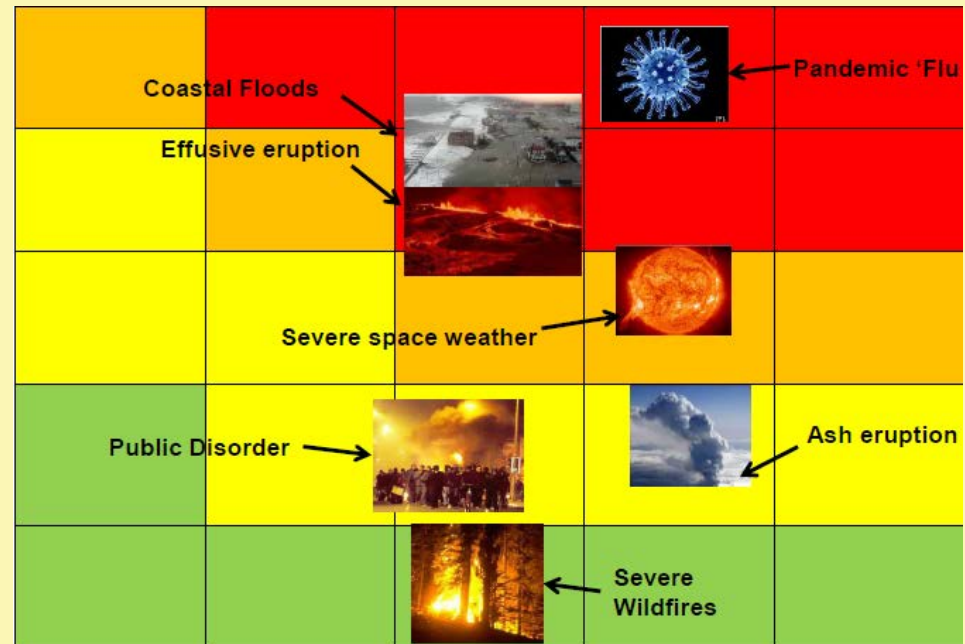 Pandemic ‘Flu
Coastal Floods
Effusive eruption
Severe space weather
Public Disorder
Ash eruption
Severe
Wildfires